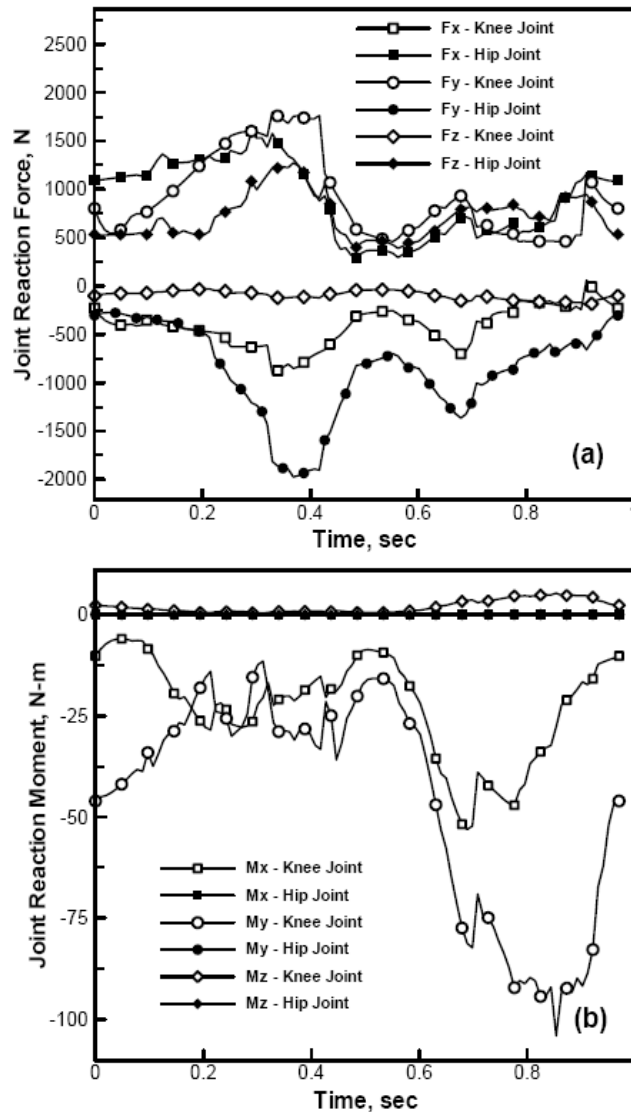 2500
2000
1500
1000
500
0
-500
-1000
-1500
-2000
Joint Reaction Force, N
Fx - Knee Joint
Fx - Hip Joint
Fy - Knee Joint
Fy - Hip Joint
Fz - Knee Joint
Fz - Hip Joint
(a)
0 0.2 0.4 0.6 0.8
Time, sec
0
-25
-50
-75
-100
Joint Reaction Moment, N-m
Mx - Knee Joint
Mx - Hip Joint
My - Knee Joint
My - Hip Joint
Mz - Knee Joint
Mz - Hip Joint
(b)
0 0.2 0.4 0.6 0.8
Time, sec